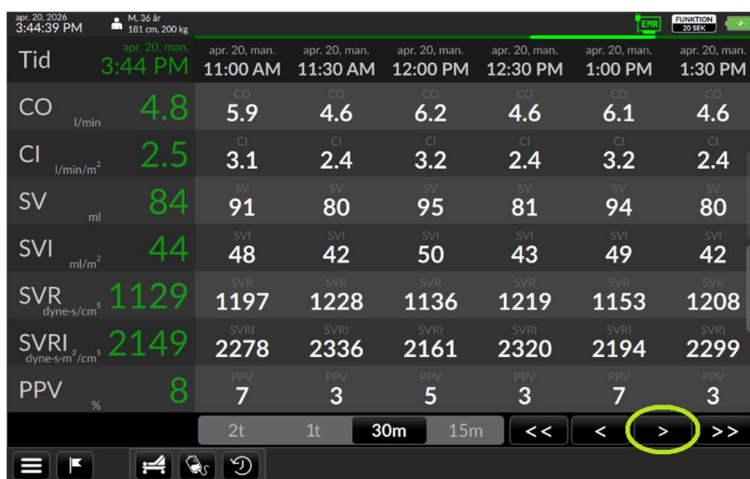 apr. 20, 2026
3:44:39 PM
M, 36 år
181 cm, 200 kg
EMR
FUNKTION
20 SEK
Tid
apr. 20, man.
3:44 PM
apr. 20, man. apr. 20, man. apr. 20, man. apr. 20, man. apr. 20, man. apr. 20, man.
11:00 AM 11:30 AM 12:00 PM 12:30 PM 1:00 PM 1:30 PM
CO CO CO CO CO CO
CO l/min 4.8 5.9 4.6 6.2 4.6 6.1 4.6
CI CI CI CI CI CI
CI l/min/m² 2.5 3.1 2.4 3.2 2.4 3.2 2.4
SV SV SV SV SV SV
SV ml 84 91 80 95 81 94 80
SVI SVI SVI SVI SVI SVI
SVI ml/m² 44 48 42 50 43 49 42
SVR SVR SVR SVR SVR SVR
SVR dyne·s/cm⁵ 1129 1197 1228 1136 1219 1153 1208
SVRI SVRI SVRI SVRI SVRI SVRI
SVRI dyne·s·m²/cm⁵ 2149 2278 2336 2161 2320 2194 2299
PPV PPV PPV PPV PPV PPV
PPV % 8 7 3 5 3 7 3
2t 1t 30m 15m << < > >>